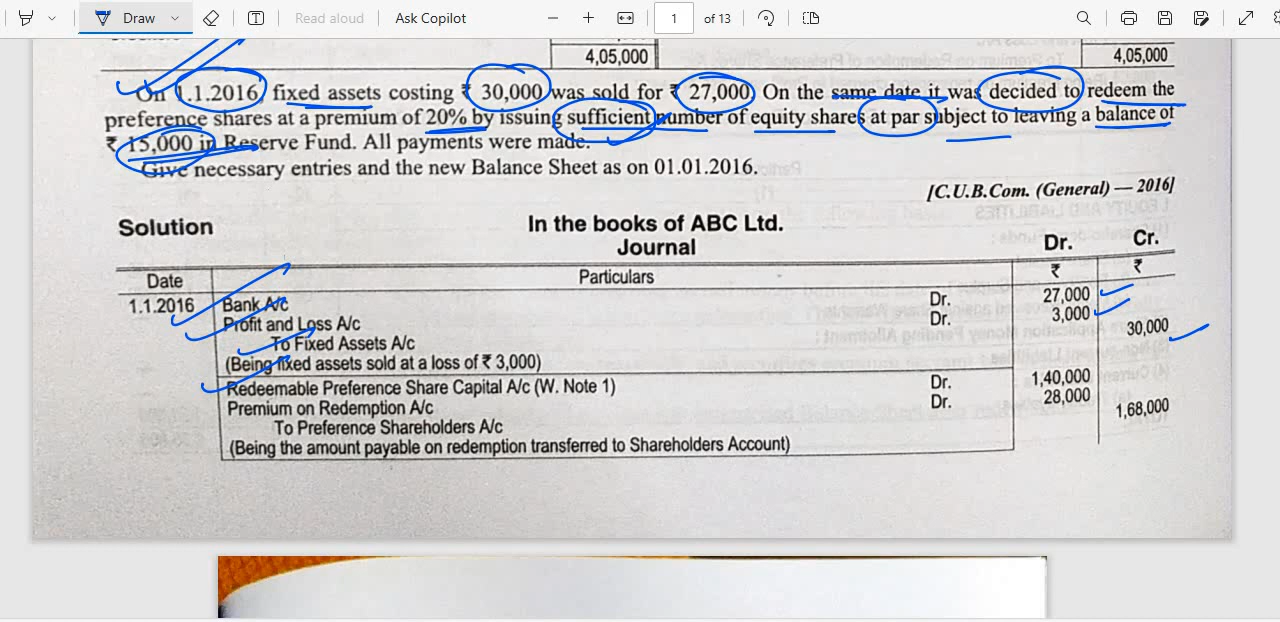 Draw
Read aloud
Ask Copilot
1 of 13
4,05,000 4,05,000
On 1.1.2016, fixed assets costing ₹ 30,000 was sold for ₹ 27,000. On the same date it was decided to redeem the
preference shares at a premium of 20% by issuing sufficient number of equity shares at par subject to leaving a balance of
₹ 15,000 in Reserve Fund. All payments were made.
Give necessary entries and the new Balance Sheet as on 01.01.2016.
[C.U.B.Com. (General) — 2016]
Solution In the books of ABC Ltd.
Journal Dr. Cr.
Date Particulars ₹ ₹
1.1.2016 Bank A/c Dr. 27,000
Profit and Loss A/c Dr. 3,000
To Fixed Assets A/c 30,000
(Being fixed assets sold at a loss of ₹ 3,000)
Redeemable Preference Share Capital A/c (W. Note 1) Dr. 1,40,000
Premium on Redemption A/c Dr. 28,000
To Preference Shareholders A/c 1,68,000
(Being the amount payable on redemption transferred to Shareholders Account)